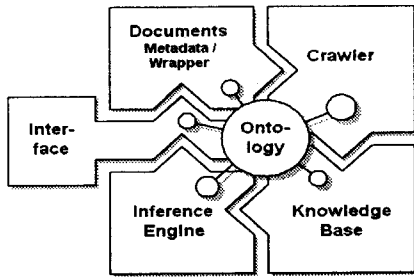 Documents
Metadata /
Wrapper
Crawler
Inter-
face
Onto-
logy
Inference
Engine
Knowledge
Base